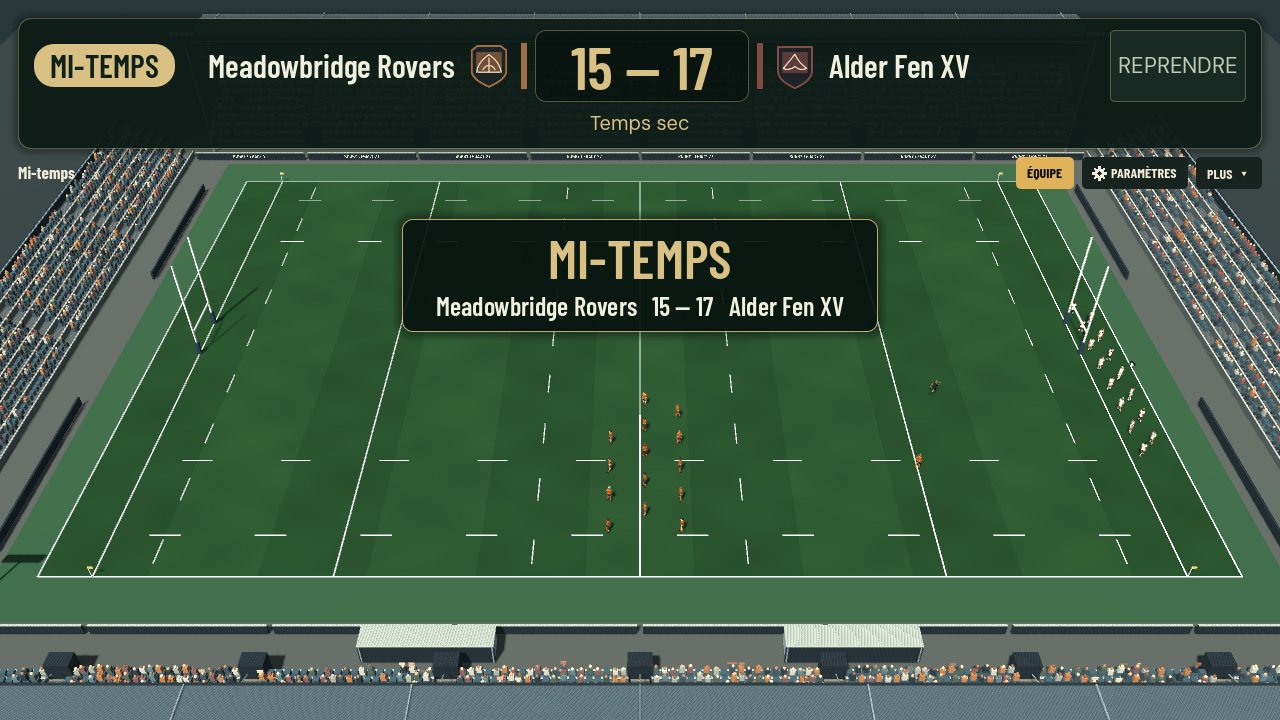 MI-TEMPS Meadowbridge Rovers 15 – 17 Alder Fen XV REPRENDRE
Temps sec
Mi-temps ÉQUIPE PARAMÈTRES PLUS ▼
MI-TEMPS
Meadowbridge Rovers 15 – 17 Alder Fen XV